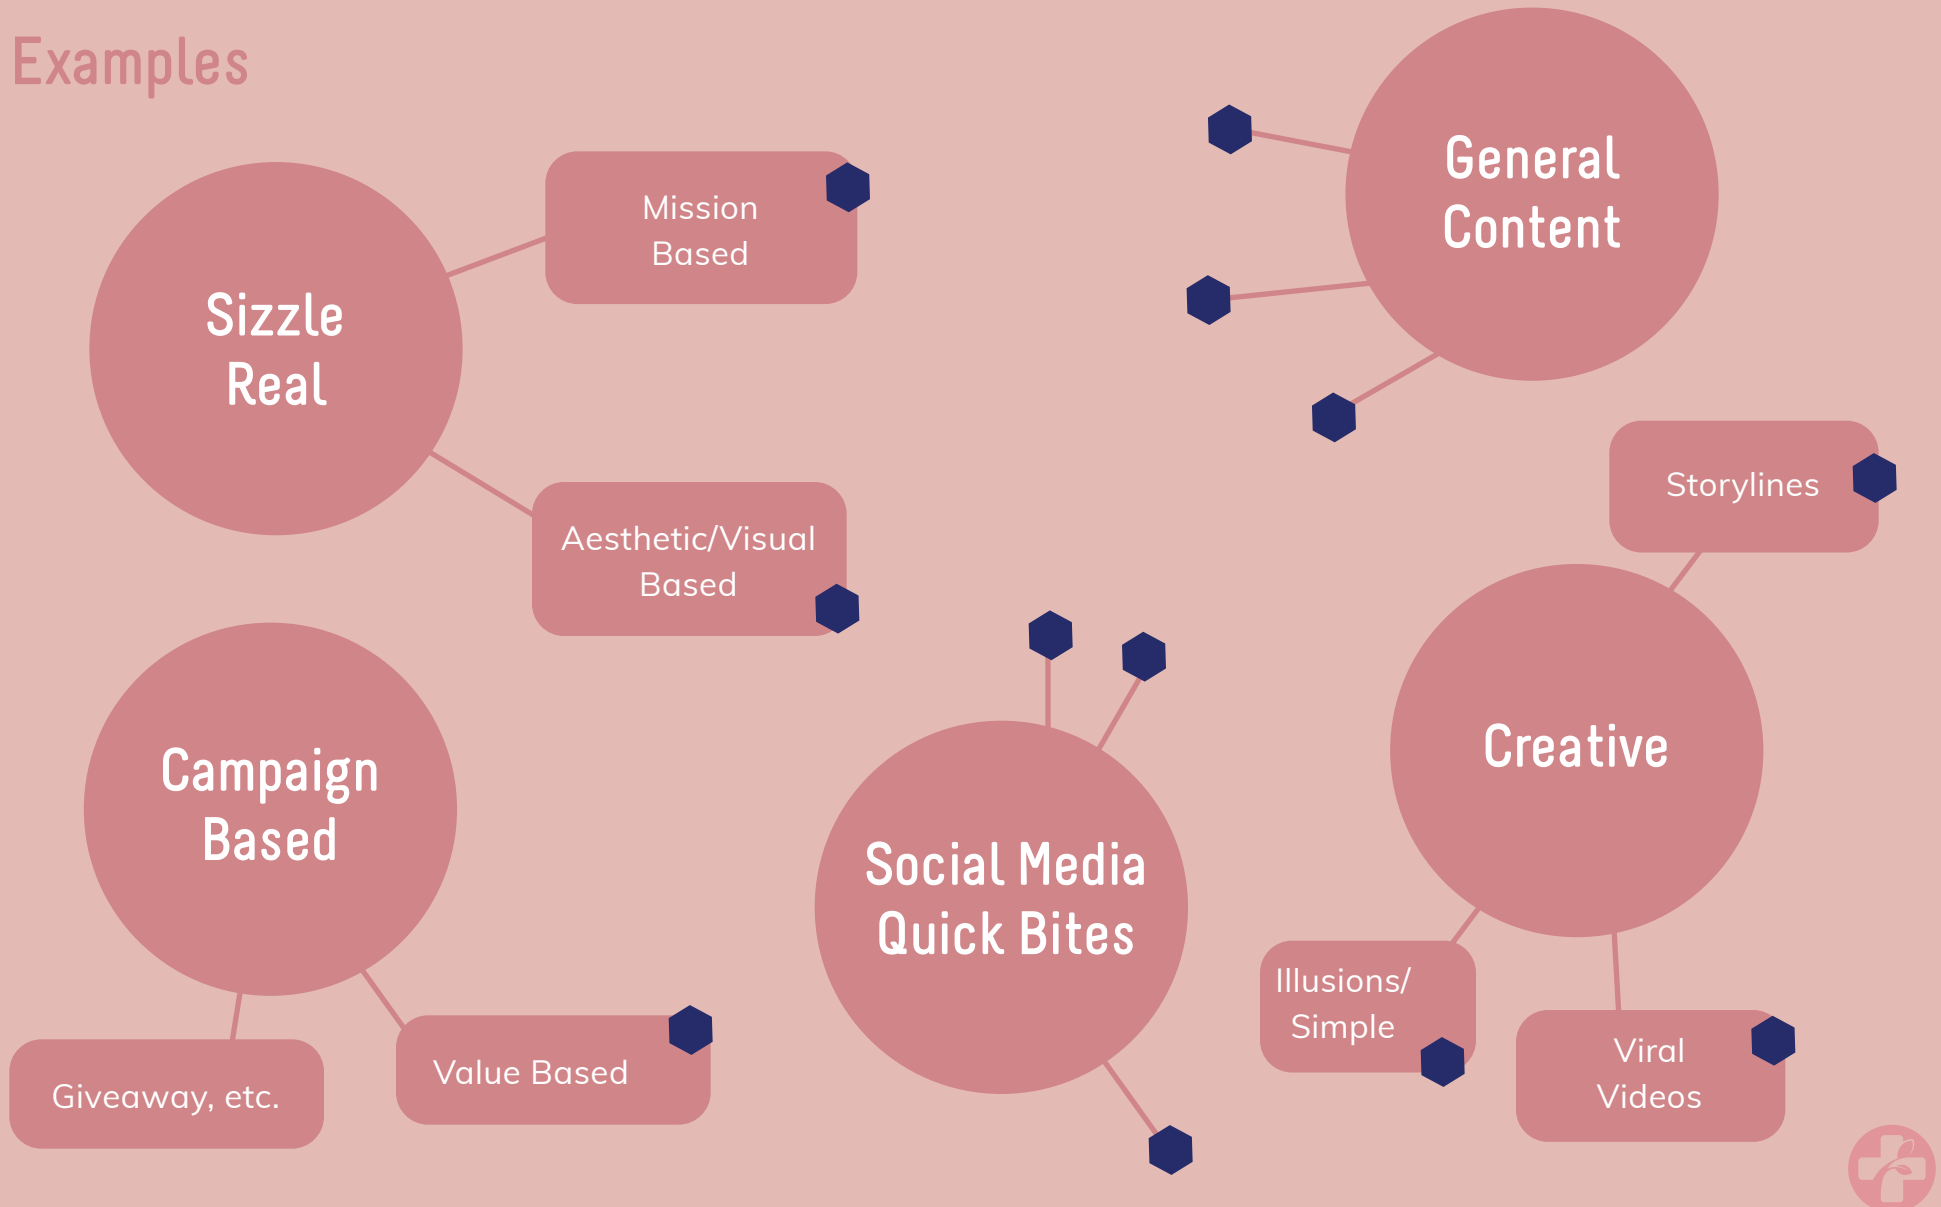 Examples
Sizzle
Real
Mission
Based
Aesthetic/Visual
Based
General
Content
Storylines
Creative
Illusions/
Simple
Viral
Videos
Campaign
Based
Giveaway, etc.
Value Based
Social Media
Quick Bites